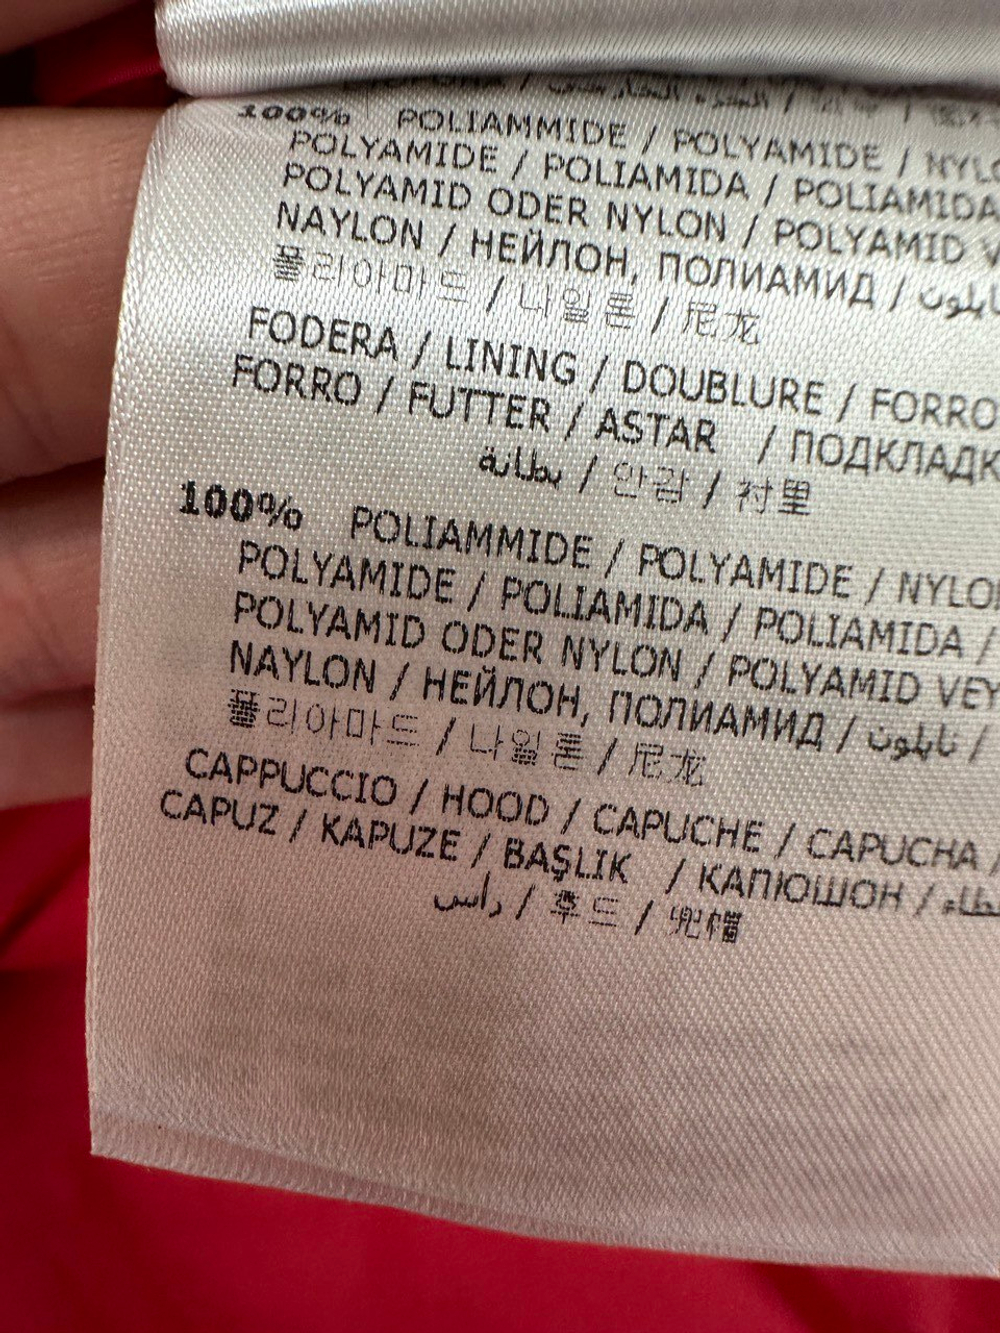 100% POLIAMMIDE / POLYAMIDE / NYLO
POLYAMIDE / POLIAMIDA / POLIAMIDA
POLYAMID ODER NYLON / POLYAMID V
NAYLON / НЕЙЛОН, ПОЛИАМИД /
폴리아마드 / 나일론 / 尼龙
FODERA / LINING / DOUBLURE / FORRO
FORRO / FUTTER / ASTAR / ПОДКЛАДК
بطانة / 안감 / 衬里
100% POLIAMMIDE / POLYAMIDE / NYLO
POLYAMIDE / POLIAMIDA / POLIAMIDA /
POLYAMID ODER NYLON / POLYAMID VEY
NAYLON / НЕЙЛОН, ПОЛИАМИД / نايلون /
폴리아마드 / 나일론 / 尼龙
CAPPUCCIO / HOOD / CAPUCHE / CAPUCHA /
CAPUZ / KAPUZE / BAŞLIK / КАПЮШОН /
رأس / 후드 / 兜帽